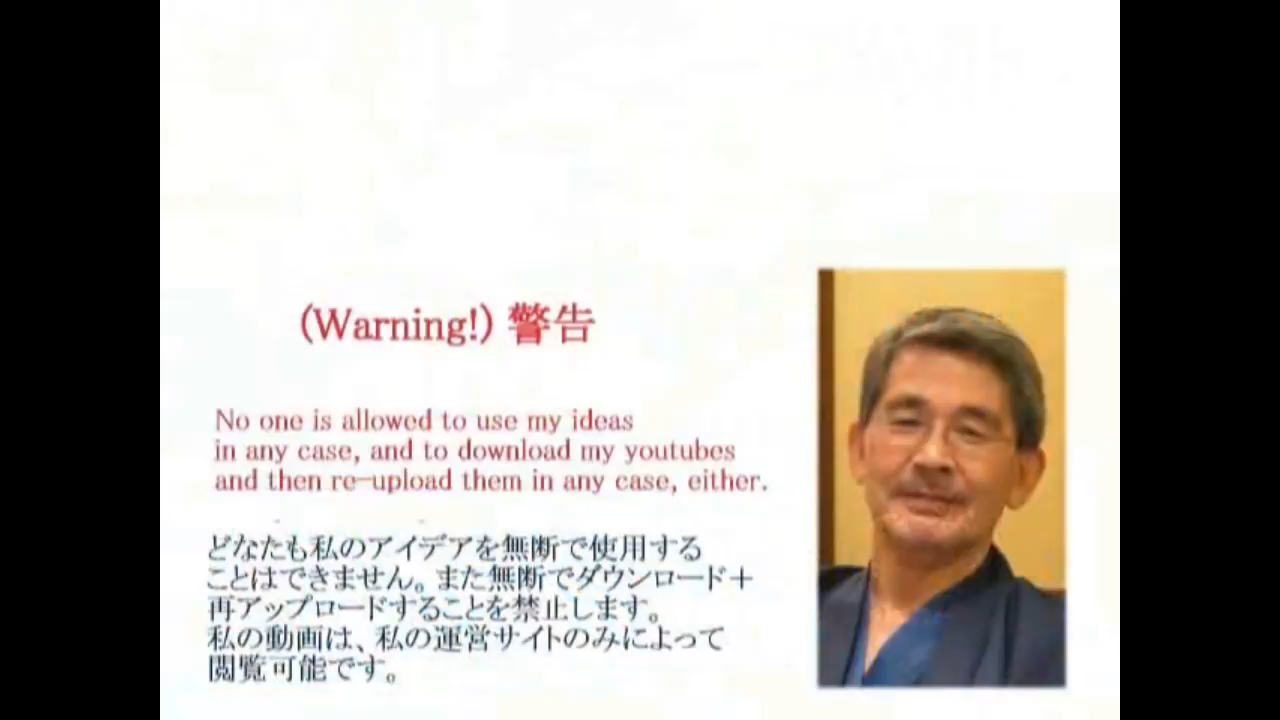 (Warning!) 警告
No one is allowed to use my ideas
in any case, and to download my youtubes
and then re-upload them in any case, either.
どなたも私のアイデアを無断で使用する
ことはできません。また無断でダウンロード＋
再アップロードすることを禁止します。
私の動画は、私の運営サイトのみによって
閲覧可能です。